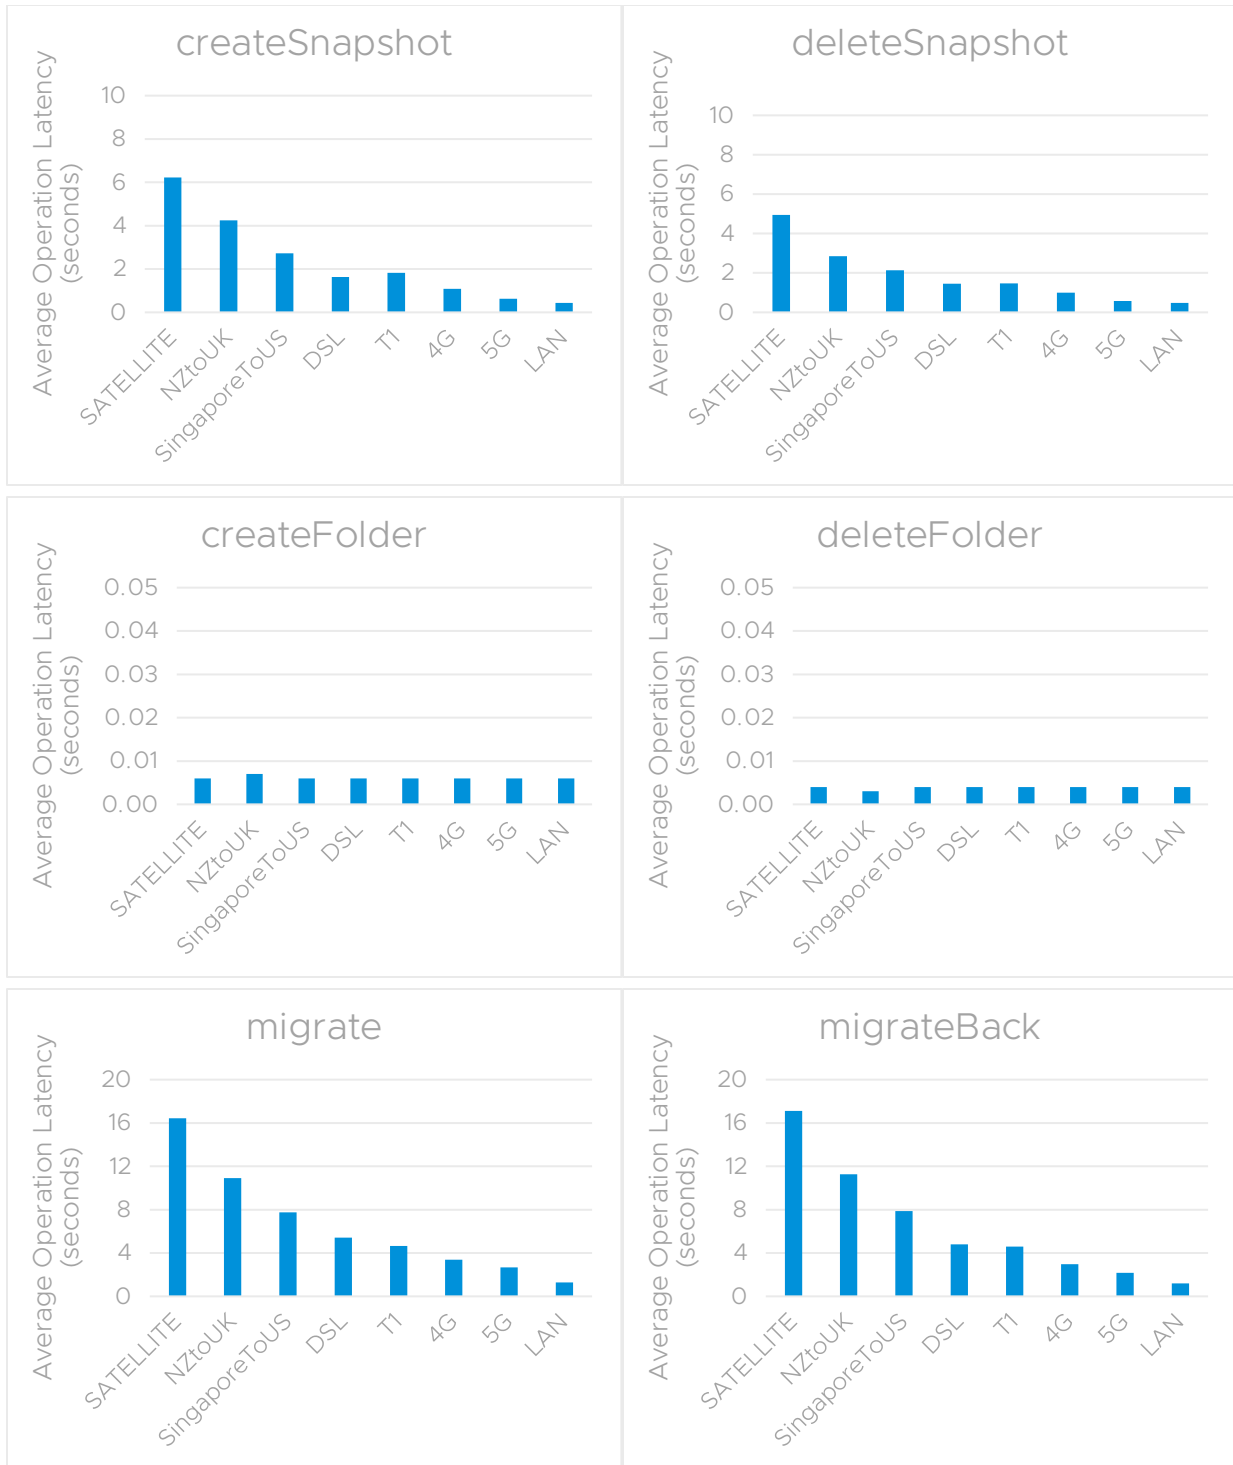 createSnapshot
Average Operation Latency
(seconds)
10
8
6
4
2
0
SATELLITE
NZtoUK
SingaporeToUS
DSL
T1
4G
5G
LAN
deleteSnapshot
Average Operation Latency
(seconds)
10
8
6
4
2
0
SATELLITE
NZtoUK
SingaporeToUS
DSL
T1
4G
5G
LAN
createFolder
Average Operation Latency
(seconds)
0.05
0.04
0.03
0.02
0.01
0.00
SATELLITE
NZtoUK
SingaporeToUS
DSL
T1
4G
5G
LAN
deleteFolder
Average Operation Latency
(seconds)
0.05
0.04
0.03
0.02
0.01
0.00
SATELLITE
NZtoUK
SingaporeToUS
DSL
T1
4G
5G
LAN
migrate
Average Operation Latency
(seconds)
20
16
12
8
4
0
SATELLITE
NZtoUK
SingaporeToUS
DSL
T1
4G
5G
LAN
migrateBack
Average Operation Latency
(seconds)
20
16
12
8
4
0
SATELLITE
NZtoUK
SingaporeToUS
DSL
T1
4G
5G
LAN